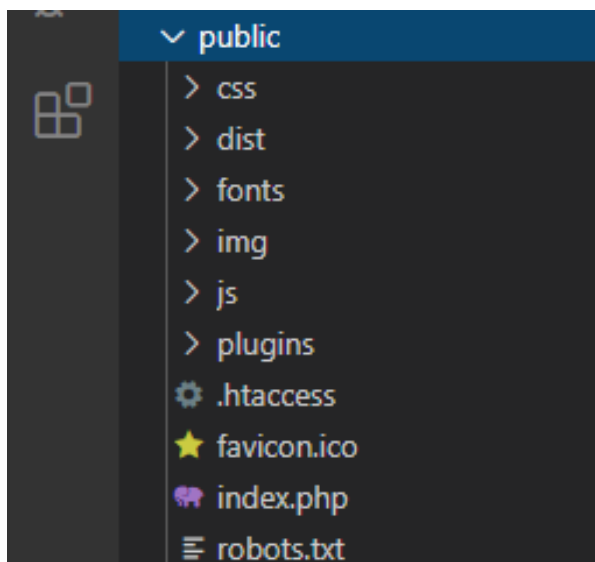 public
css
dist
fonts
img
js
plugins
.htaccess
favicon.ico
index.php
robots.txt